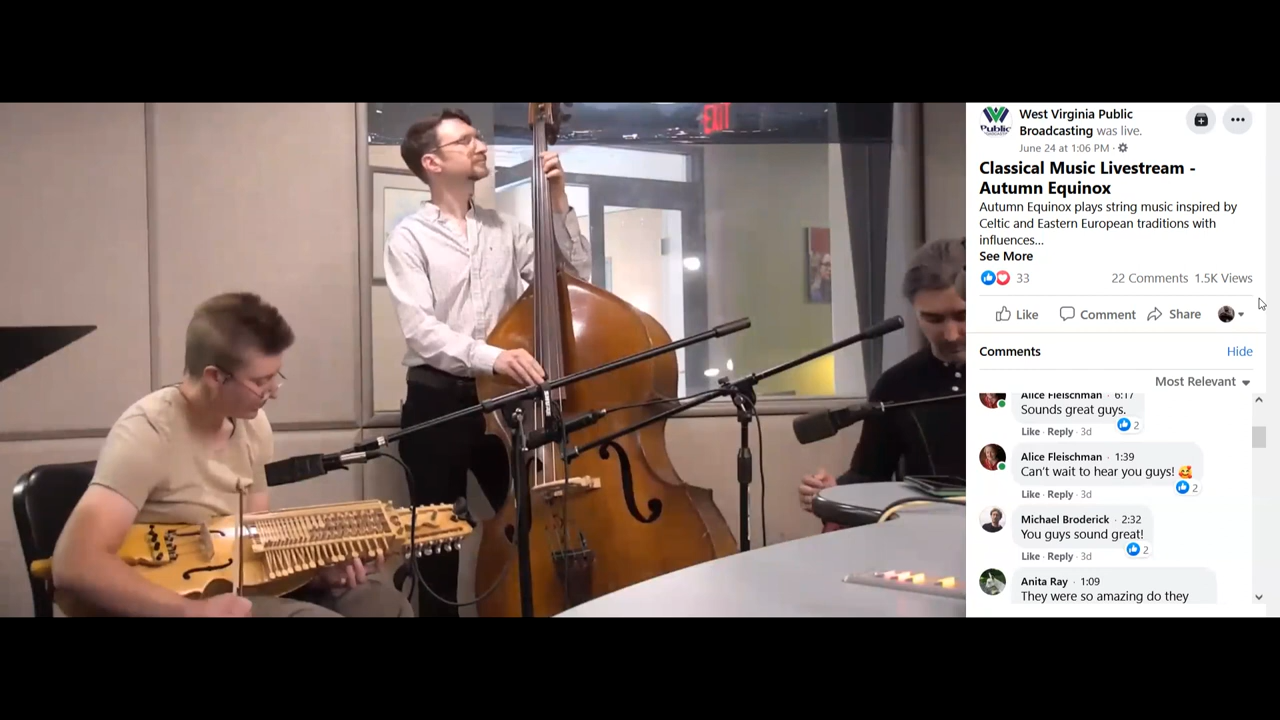 EXIT
Public
West Virginia Public
Broadcasting was live.
June 24 at 1:06 PM ·
Classical Music Livestream -
Autumn Equinox
Autumn Equinox plays string music inspired by
Celtic and Eastern European traditions with
influences...
See More
33 22 Comments 1.5K Views
Like Comment Share
Comments Hide
Most Relevant
Alice Fleischman · 6:17
Sounds great guys.
2
Like · Reply · 3d
Alice Fleischman · 1:39
Can't wait to hear you guys! 🥰
2
Like · Reply · 3d
Michael Broderick · 2:32
You guys sound great!
2
Like · Reply · 3d
Anita Ray · 1:09
They were so amazing do they